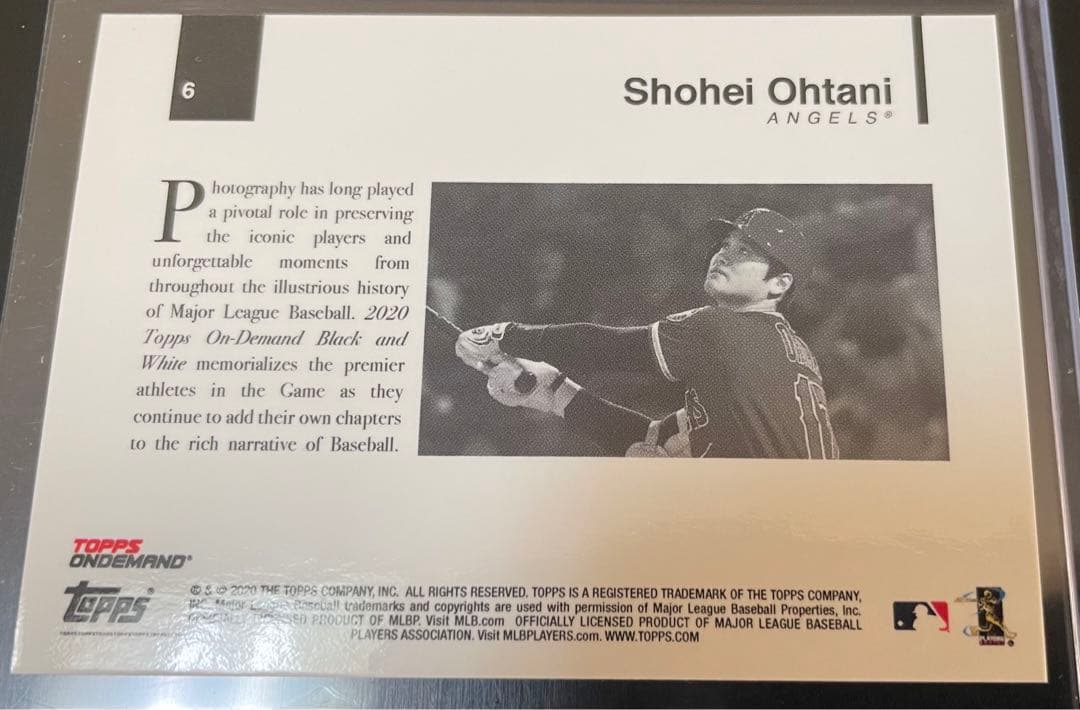 6
Shohei Ohtani
ANGELS®
Photography has long played
a pivotal role in preserving
the iconic players and
unforgettable moments from
throughout the illustrious history
of Major League Baseball. 2020
Topps On-Demand Black and
White memorializes the premier
athletes in the Game as they
continue to add their own chapters
to the rich narrative of Baseball.
TOPPS
ONDEMAND®
Topps®
© & ℗ 2020 THE TOPPS COMPANY, INC. ALL RIGHTS RESERVED. TOPPS IS A REGISTERED TRADEMARK OF THE TOPPS COMPANY,
INC. Major League Baseball trademarks and copyrights are used with permission of Major League Baseball Properties, Inc.
PRODUCT OF MLBP. Visit MLB.com OFFICIALLY LICENSED PRODUCT OF MAJOR LEAGUE BASEBALL
PLAYERS ASSOCIATION. Visit MLBPLAYERS.com. WWW.TOPPS.COM